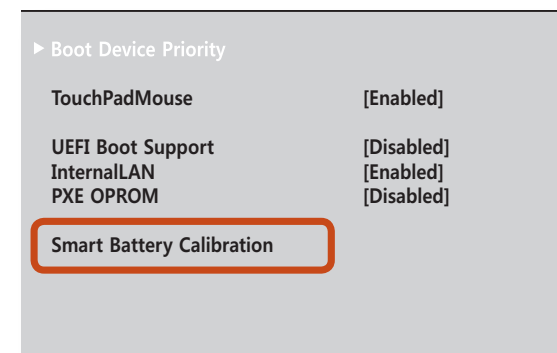 ▶ Boot Device Priority
TouchPadMouse [Enabled]
UEFI Boot Support [Disabled]
InternalLAN [Enabled]
PXE OPROM [Disabled]
Smart Battery Calibration